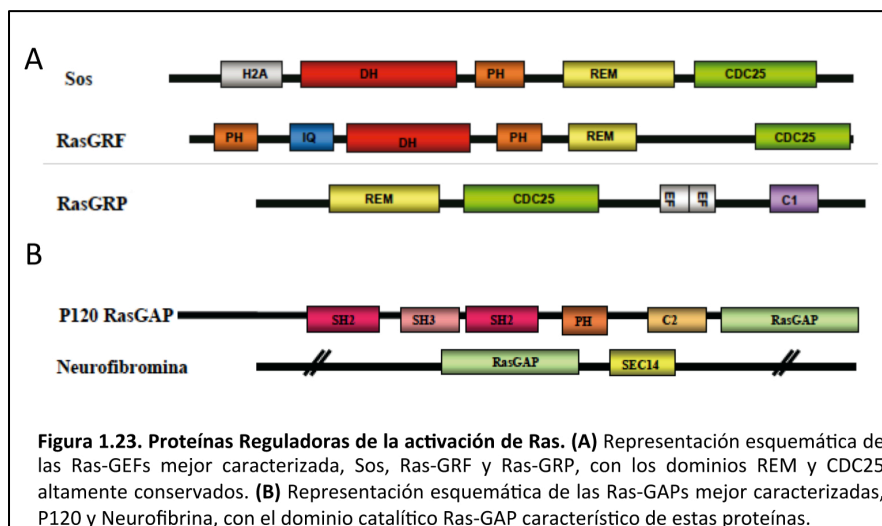 A
Sos
H2A DH PH REM CDC25
RasGRF
PH IQ DH PH REM CDC25
RasGRP
REM CDC25 EF EF C1
B
P120 RasGAP
SH2 SH3 SH2 PH C2 RasGAP
Neurofibromina
RasGAP SEC14
Figura 1.23. Proteínas Reguladoras de la activación de Ras. (A) Representación esquemática de
las Ras-GEFs mejor caracterizada, Sos, Ras-GRF y Ras-GRP, con los dominios REM y CDC25
altamente conservados. (B) Representación esquemática de las Ras-GAPs mejor caracterizadas,
P120 y Neurofibrina, con el dominio catalítico Ras-GAP característico de estas proteínas.